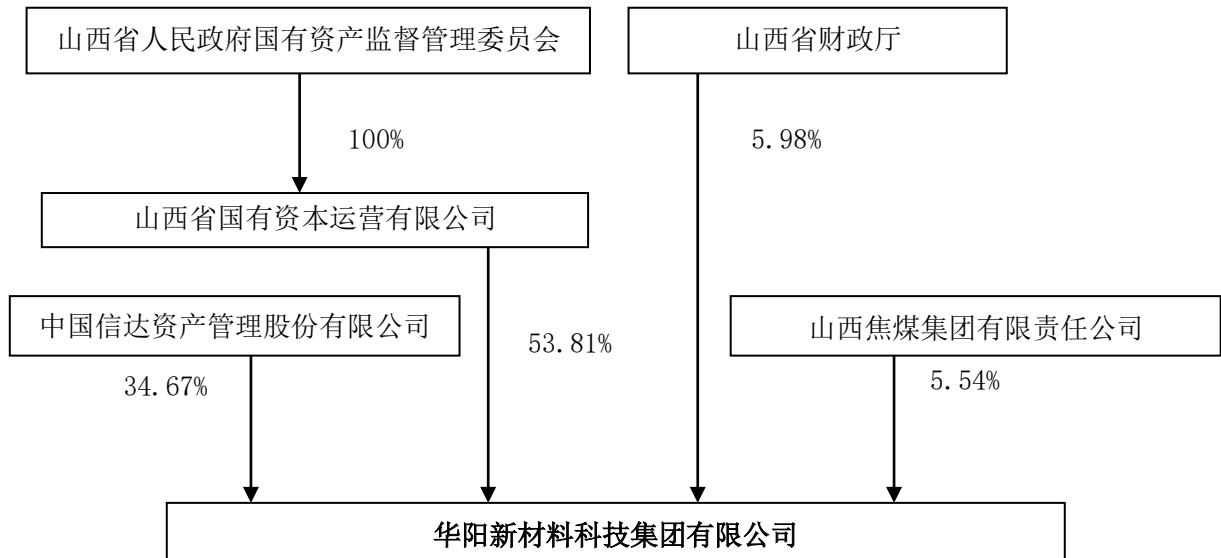 山西省人民政府国有资产监督管理委员会
山西省财政厅
100%
5.98%
山西省国有资本运营有限公司
中国信达资产管理股份有限公司
53.81%
山西焦煤集团有限责任公司
34.67%
5.54%
华阳新材料科技集团有限公司